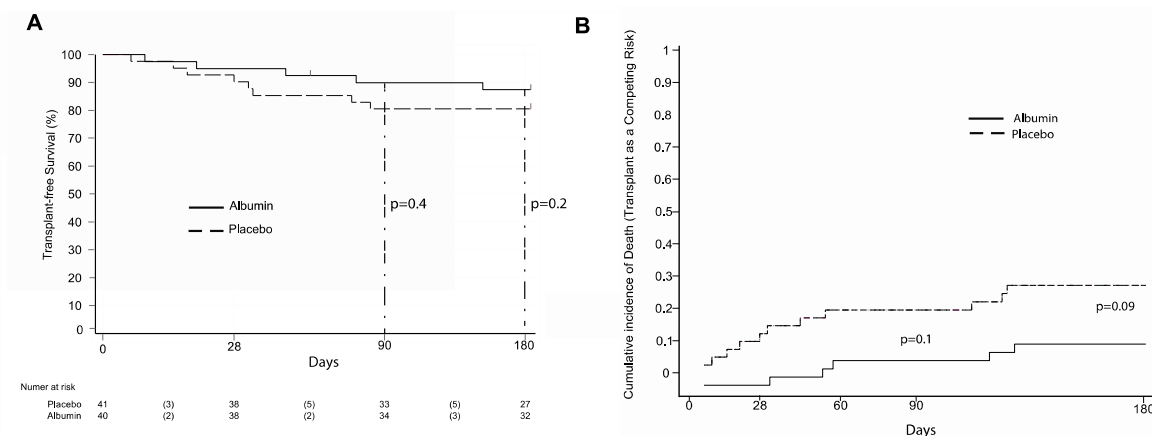 A
Transplant-free Survival (%)
100
90
80
70
60
50
40
30
20
10
0
Albumin
Placebo
p=0.4
p=0.2
0 28 90 180
Days
Numer at risk
Placebo 41 (3) 38 (5) 33 (5) 27
Albumin 40 (2) 38 (2) 34 (3) 32
B
Cumulative incidence of Death (Transplant as a Competing Risk)
1
0.9
0.8
0.7
0.6
0.5
0.4
0.3
0.2
0.1
0
Albumin
Placebo
p=0.1
p=0.09
0 28 60 90 180
Days